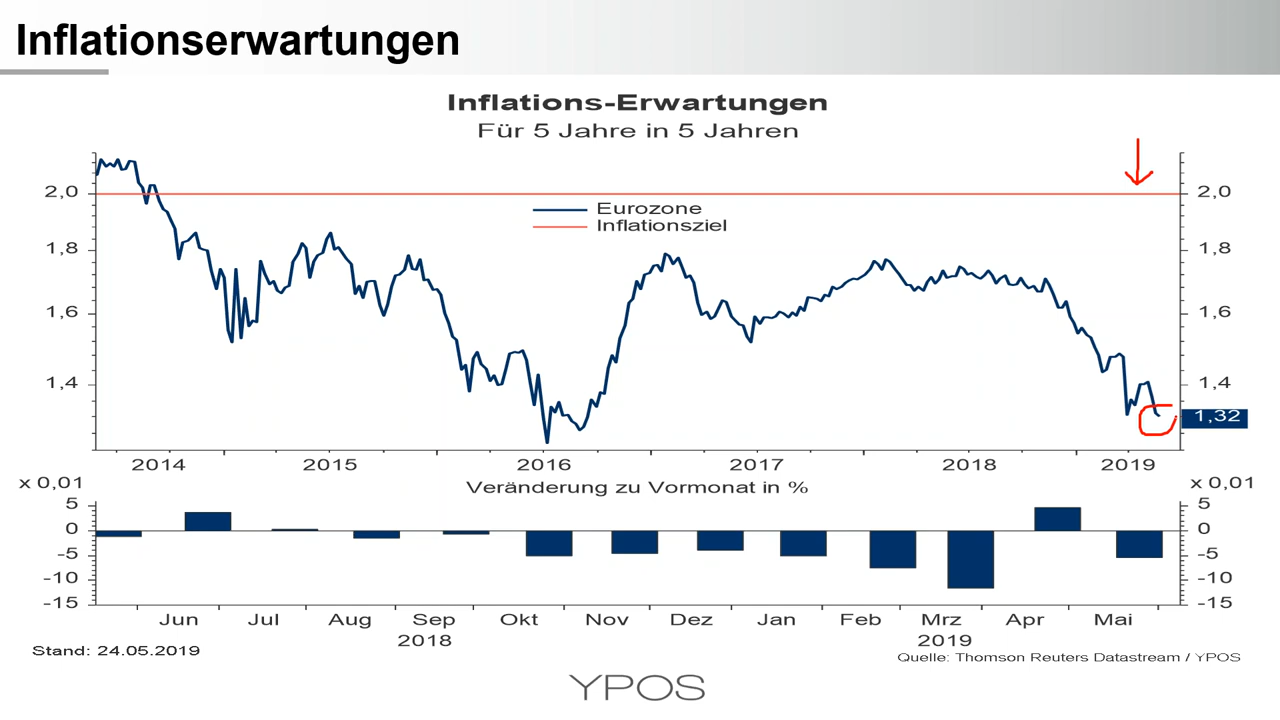 Inflationserwartungen
Inflations-Erwartungen
Für 5 Jahre in 5 Jahren
2,0 2,0
Eurozone
Inflationsziel
1,8 1,8
1,6 1,6
1,4 1,4
1,32
2014 2015 2016 2017 2018 2019
x 0,01 Veränderung zu Vormonat in % x 0,01
5 5
0 0
-5 -5
-10 -10
-15 -15
Jun Jul Aug Sep Okt Nov Dez Jan Feb Mrz Apr Mai
2018 2019
Stand: 24.05.2019
Quelle: Thomson Reuters Datastream / YPOS
YPOS